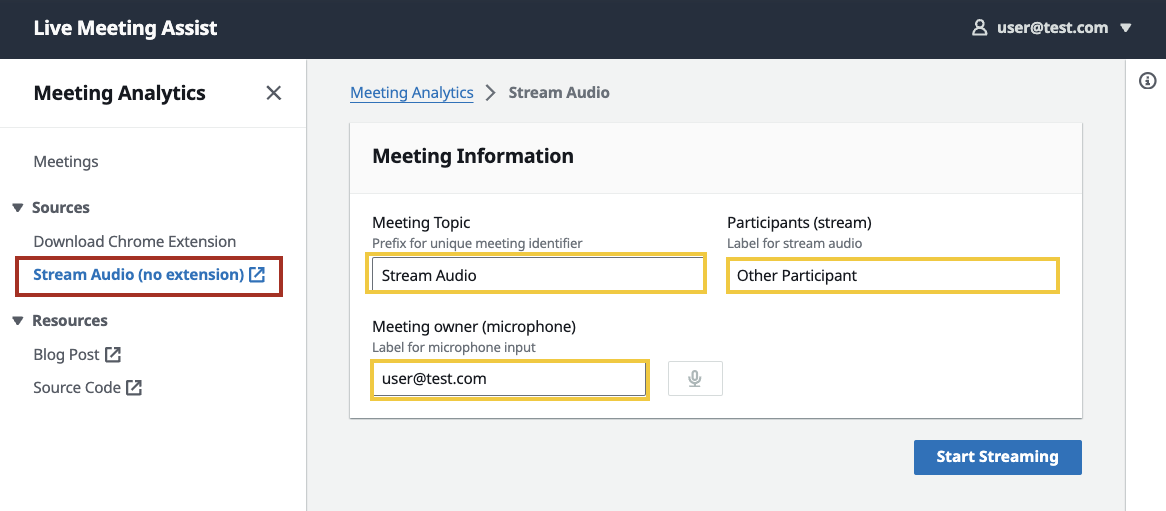 Live Meeting Assist
user@test.com
Meeting Analytics
Meetings
Sources
Download Chrome Extension
Stream Audio (no extension)
Resources
Blog Post
Source Code
Meeting Analytics > Stream Audio
Meeting Information
Meeting Topic
Prefix for unique meeting identifier
Stream Audio
Participants (stream)
Label for stream audio
Other Participant
Meeting owner (microphone)
Label for microphone input
user@test.com
Start Streaming